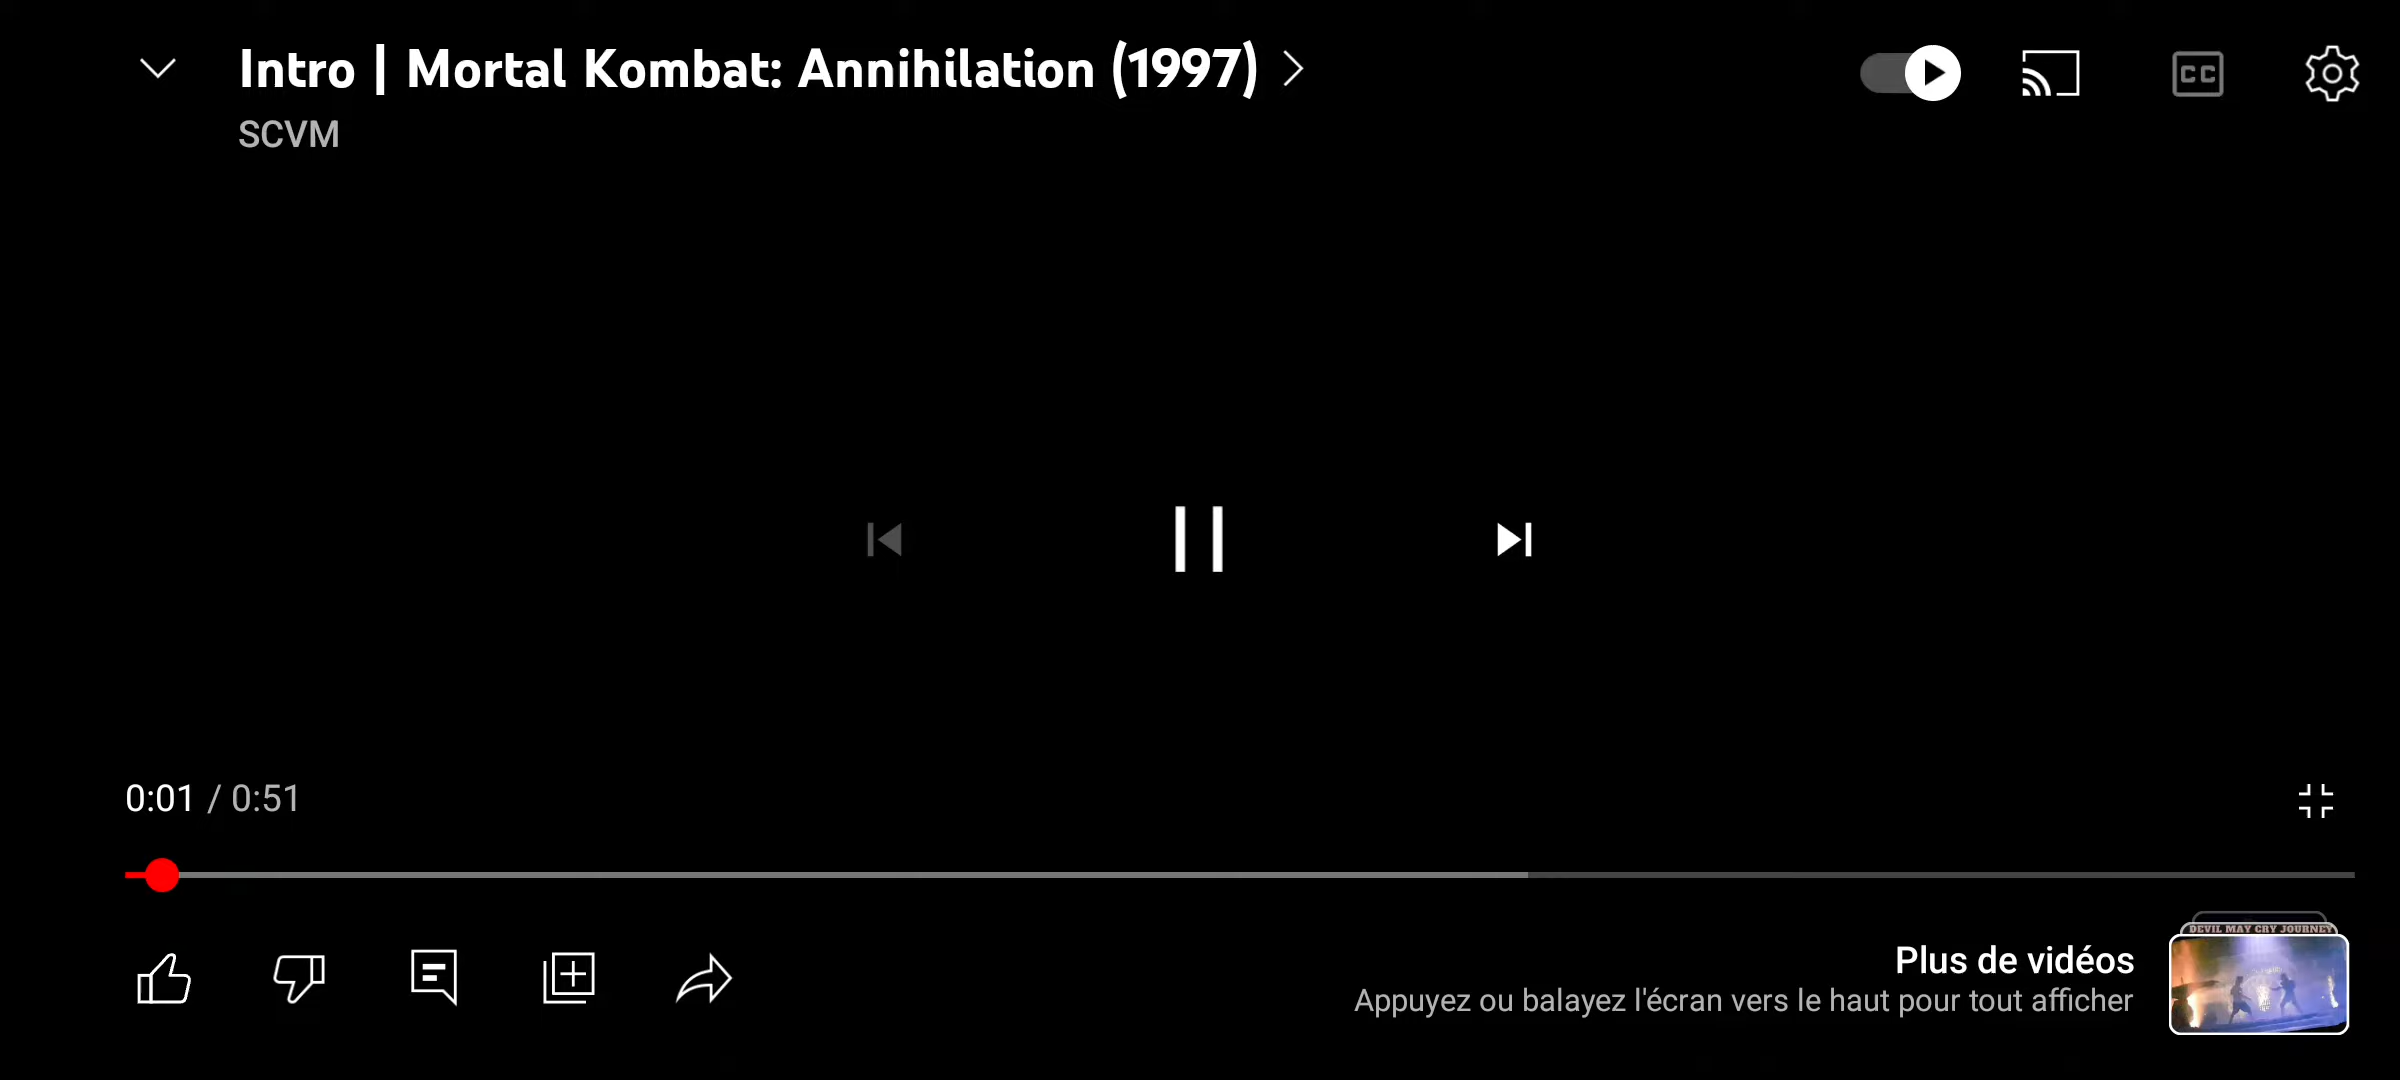 Intro | Mortal Kombat: Annihilation (1997)
SCVM
CC
0:01 / 0:51
DEVIL MAY CRY JOURNEY
Plus de vidéos
Appuyez ou balayez l'écran vers le haut pour tout afficher